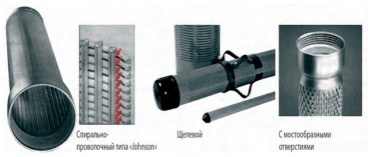 Спирально-
проволочный типа «Johnson»
Щелевой
С мостообразными
отверстиями